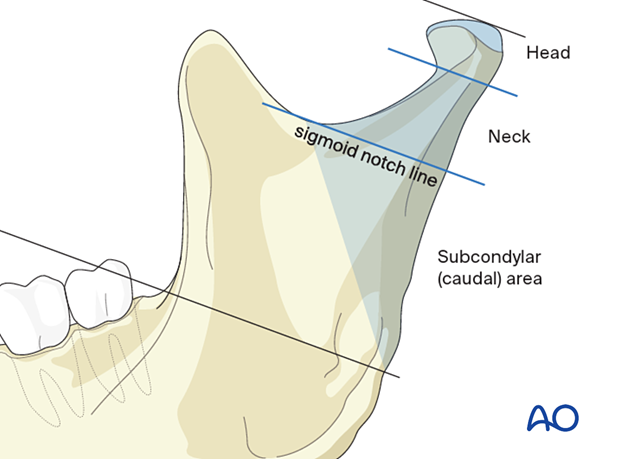 Head
Neck
sigmoid notch line
Subcondylar
(caudal) area
AO